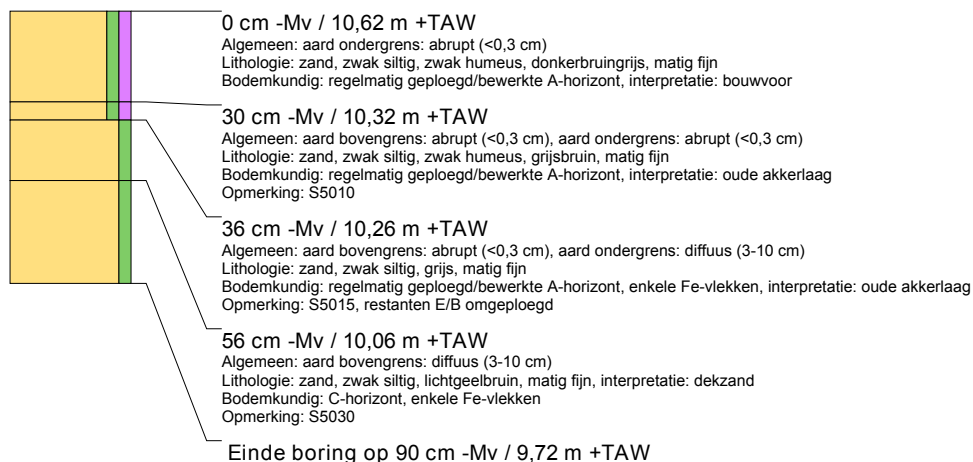 0 cm -Mv / 10,62 m +TAW
Algemeen: aard ondergrens: abrupt (<0,3 cm)
Lithologie: zand, zwak siltig, zwak humeus, donkerbruingrijs, matig fijn
Bodemkundig: regelmatig geploegd/bewerkte A-horizont, interpretatie: bouwvoor
30 cm -Mv / 10,32 m +TAW
Algemeen: aard bovengrens: abrupt (<0,3 cm), aard ondergrens: abrupt (<0,3 cm)
Lithologie: zand, zwak siltig, zwak humeus, grijsbruin, matig fijn
Bodemkundig: regelmatig geploegd/bewerkte A-horizont, interpretatie: oude akkerlaag
Opmerking: S5010
36 cm -Mv / 10,26 m +TAW
Algemeen: aard bovengrens: abrupt (<0,3 cm), aard ondergrens: diffuus (3-10 cm)
Lithologie: zand, zwak siltig, grijs, matig fijn
Bodemkundig: regelmatig geploegd/bewerkte A-horizont, enkele Fe-vlekken, interpretatie: oude akkerlaag
Opmerking: S5015, restanten E/B omgeploegd
56 cm -Mv / 10,06 m +TAW
Algemeen: aard bovengrens: diffuus (3-10 cm)
Lithologie: zand, zwak siltig, lichtgeelbruin, matig fijn, interpretatie: dekzand
Bodemkundig: C-horizont, enkele Fe-vlekken
Opmerking: S5030
Einde boring op 90 cm -Mv / 9,72 m +TAW